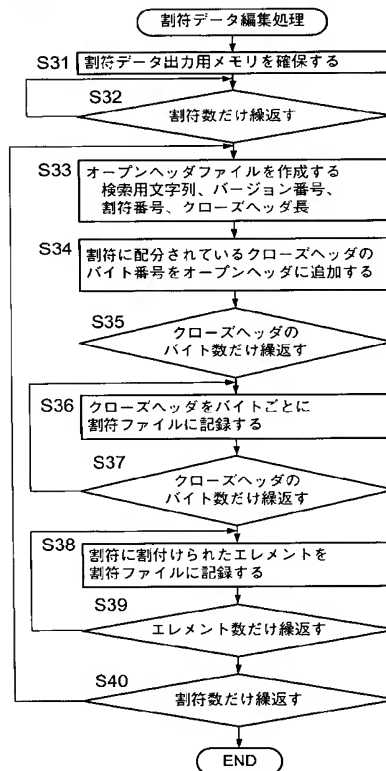 割符データ編集処理
S31
割符データ出力用メモリを確保する
S32
割符数だけ繰返す
S33
オープンヘッダファイルを作成する
検索用文字列、バージョン番号、
割符番号、クローズヘッダ長
S34
割符に配分されているクローズヘッダの
バイト番号をオープンヘッダに追加する
S35
クローズヘッダの
バイト数だけ繰返す
S36
クローズヘッダをバイトごとに
割符ファイルに記録する
S37
クローズヘッダの
バイト数だけ繰返す
S38
割符に割付けられたエレメントを
割符ファイルに記録する
S39
エレメント数だけ繰返す
S40
割符数だけ繰返す
END